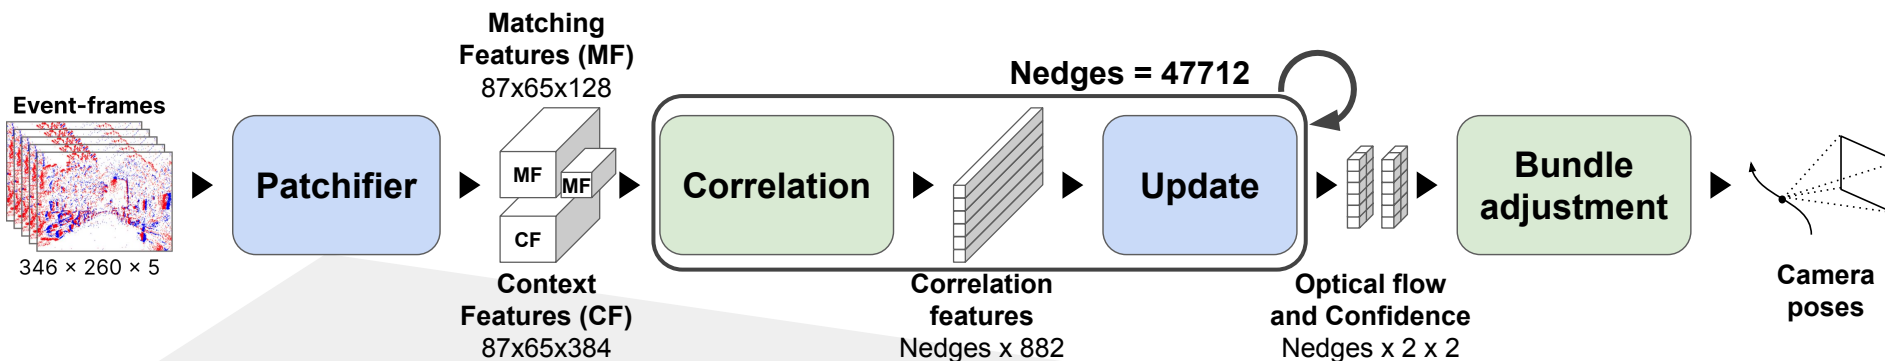 Event-frames
346 × 260 × 5
Patchifier
Matching
Features (MF)
87x65x128
MF
MF
CF
Context
Features (CF)
87x65x384
Nedges = 47712
Correlation
Correlation
features
Nedges x 882
Update
Optical flow
and Confidence
Nedges x 2 x 2
Bundle
adjustment
Camera
poses